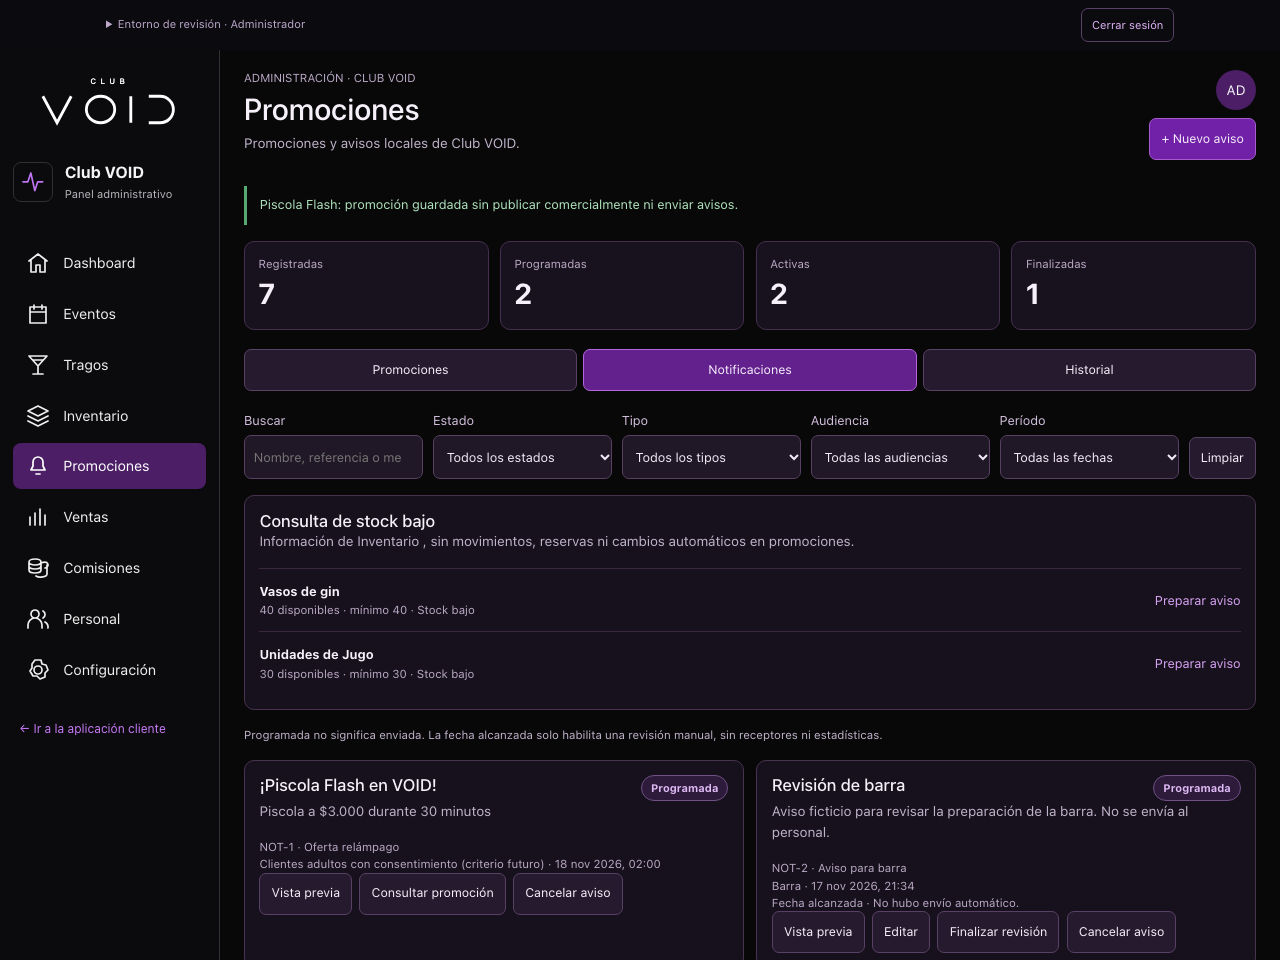 Entorno de revisión · Administrador
Cerrar sesión
CLUB
VOID
Club VOID
Panel administrativo
Dashboard
Eventos
Tragos
Inventario
Promociones
Ventas
Comisiones
Personal
Configuración
← Ir a la aplicación cliente
ADMINISTRACIÓN · CLUB VOID
Promociones
Promociones y avisos locales de Club VOID.
AD
+ Nuevo aviso
Piscola Flash: promoción guardada sin publicar comercialmente ni enviar avisos.
Registradas
7
Programadas
2
Activas
2
Finalizadas
1
Promociones
Notificaciones
Historial
Buscar
Nombre, referencia o me
Estado
Todos los estados
Tipo
Todos los tipos
Audiencia
Todas las audiencias
Período
Todas las fechas
Limpiar
Consulta de stock bajo
Información de Inventario , sin movimientos, reservas ni cambios automáticos en promociones.
Vasos de gin
40 disponibles · mínimo 40 · Stock bajo
Preparar aviso
Unidades de Jugo
30 disponibles · mínimo 30 · Stock bajo
Preparar aviso
Programada no significa enviada. La fecha alcanzada solo habilita una revisión manual, sin receptores ni estadísticas.
¡Piscola Flash en VOID!
Programada
Piscola a $3.000 durante 30 minutos
NOT-1 · Oferta relámpago
Clientes adultos con consentimiento (criterio futuro) · 18 nov 2026, 02:00
Vista previa
Consultar promoción
Cancelar aviso
Revisión de barra
Programada
Aviso ficticio para revisar la preparación de la barra. No se envía al
personal.
NOT-2 · Aviso para barra
Barra · 17 nov 2026, 21:34
Fecha alcanzada · No hubo envío automático.
Vista previa
Editar
Finalizar revisión
Cancelar aviso